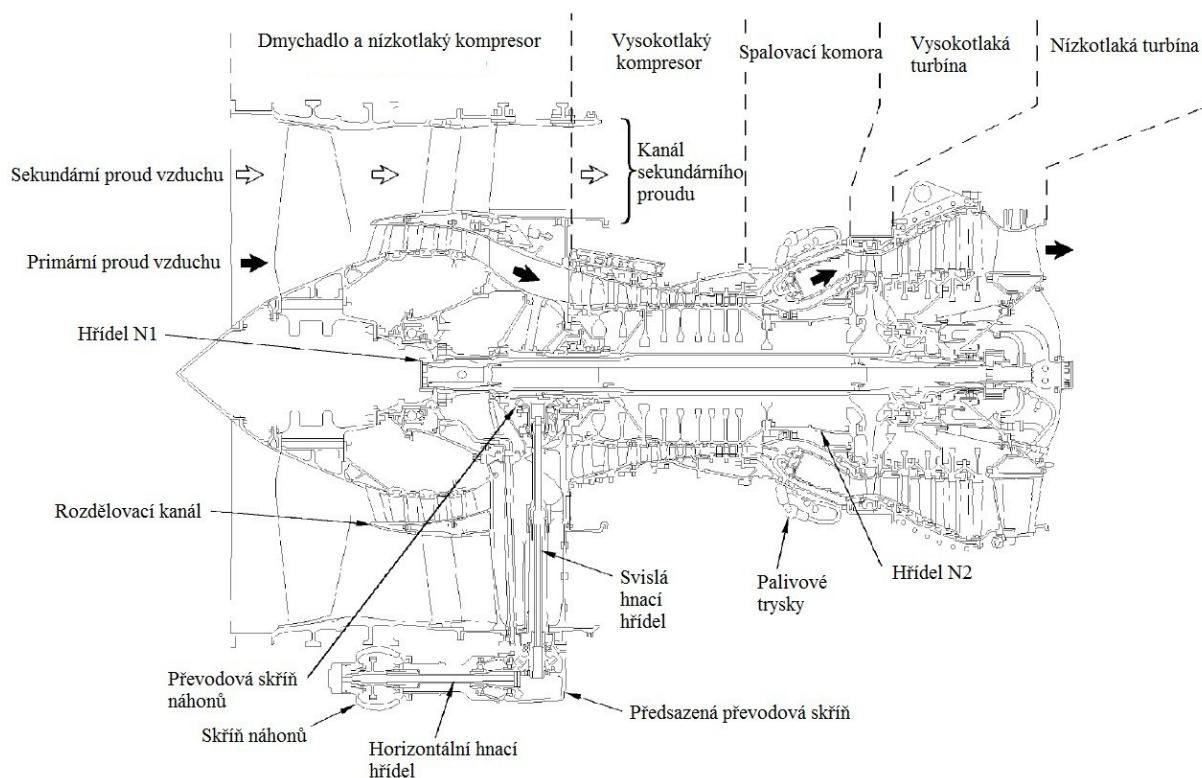 Dmychadlo a nízkotlaký kompresor
Vysokotlaký
kompresor
Spalovací komora
Vysokotlaká
turbína
Nízkotlaká turbína
Sekundární proud vzduchu
Kanál
sekundárního
proudu
Primární proud vzduchu
Hřídel N1
Rozdělovací kanál
Svislá
hnací
hřídel
Palivové
trysky
Hřídel N2
Převodová skříň
náhonů
Skříň náhonů
Horizontální hnací
hřídel
Předsazená převodová skříň